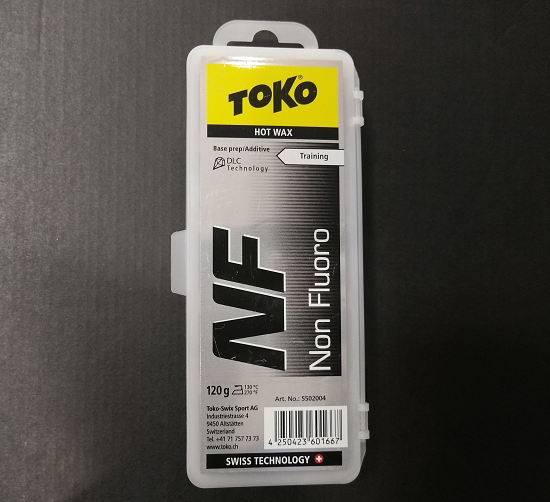 TOKO®
HOT WAX
Base prep/Additive
Training
DLC
Technology
NF
Non Fluoro
120 g 130 °C
270 °F
Art. No.: 5502004
Toko-Swix Sport AG
Industriestrasse 4
9450 Altstätten
Switzerland
Tel. +41 71 757 73 73
www.toko.ch
4 250423 601667
SWISS TECHNOLOGY